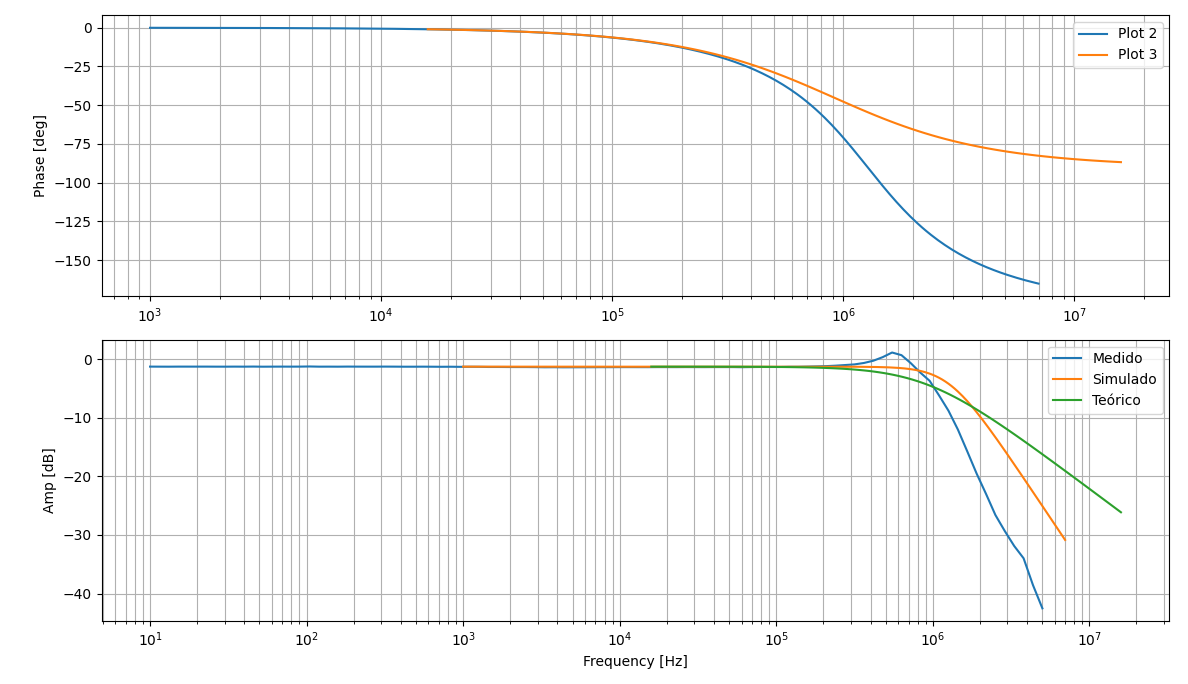 0
−25
−50
−75
−100
−125
−150
Phase [deg]
Plot 2
Plot 3
10³ 10⁴ 10⁵ 10⁶ 10⁷
0
−10
−20
−30
−40
Amp [dB]
Medido
Simulado
Teórico
10¹ 10² 10³ 10⁴ 10⁵ 10⁶ 10⁷
Frequency [Hz]